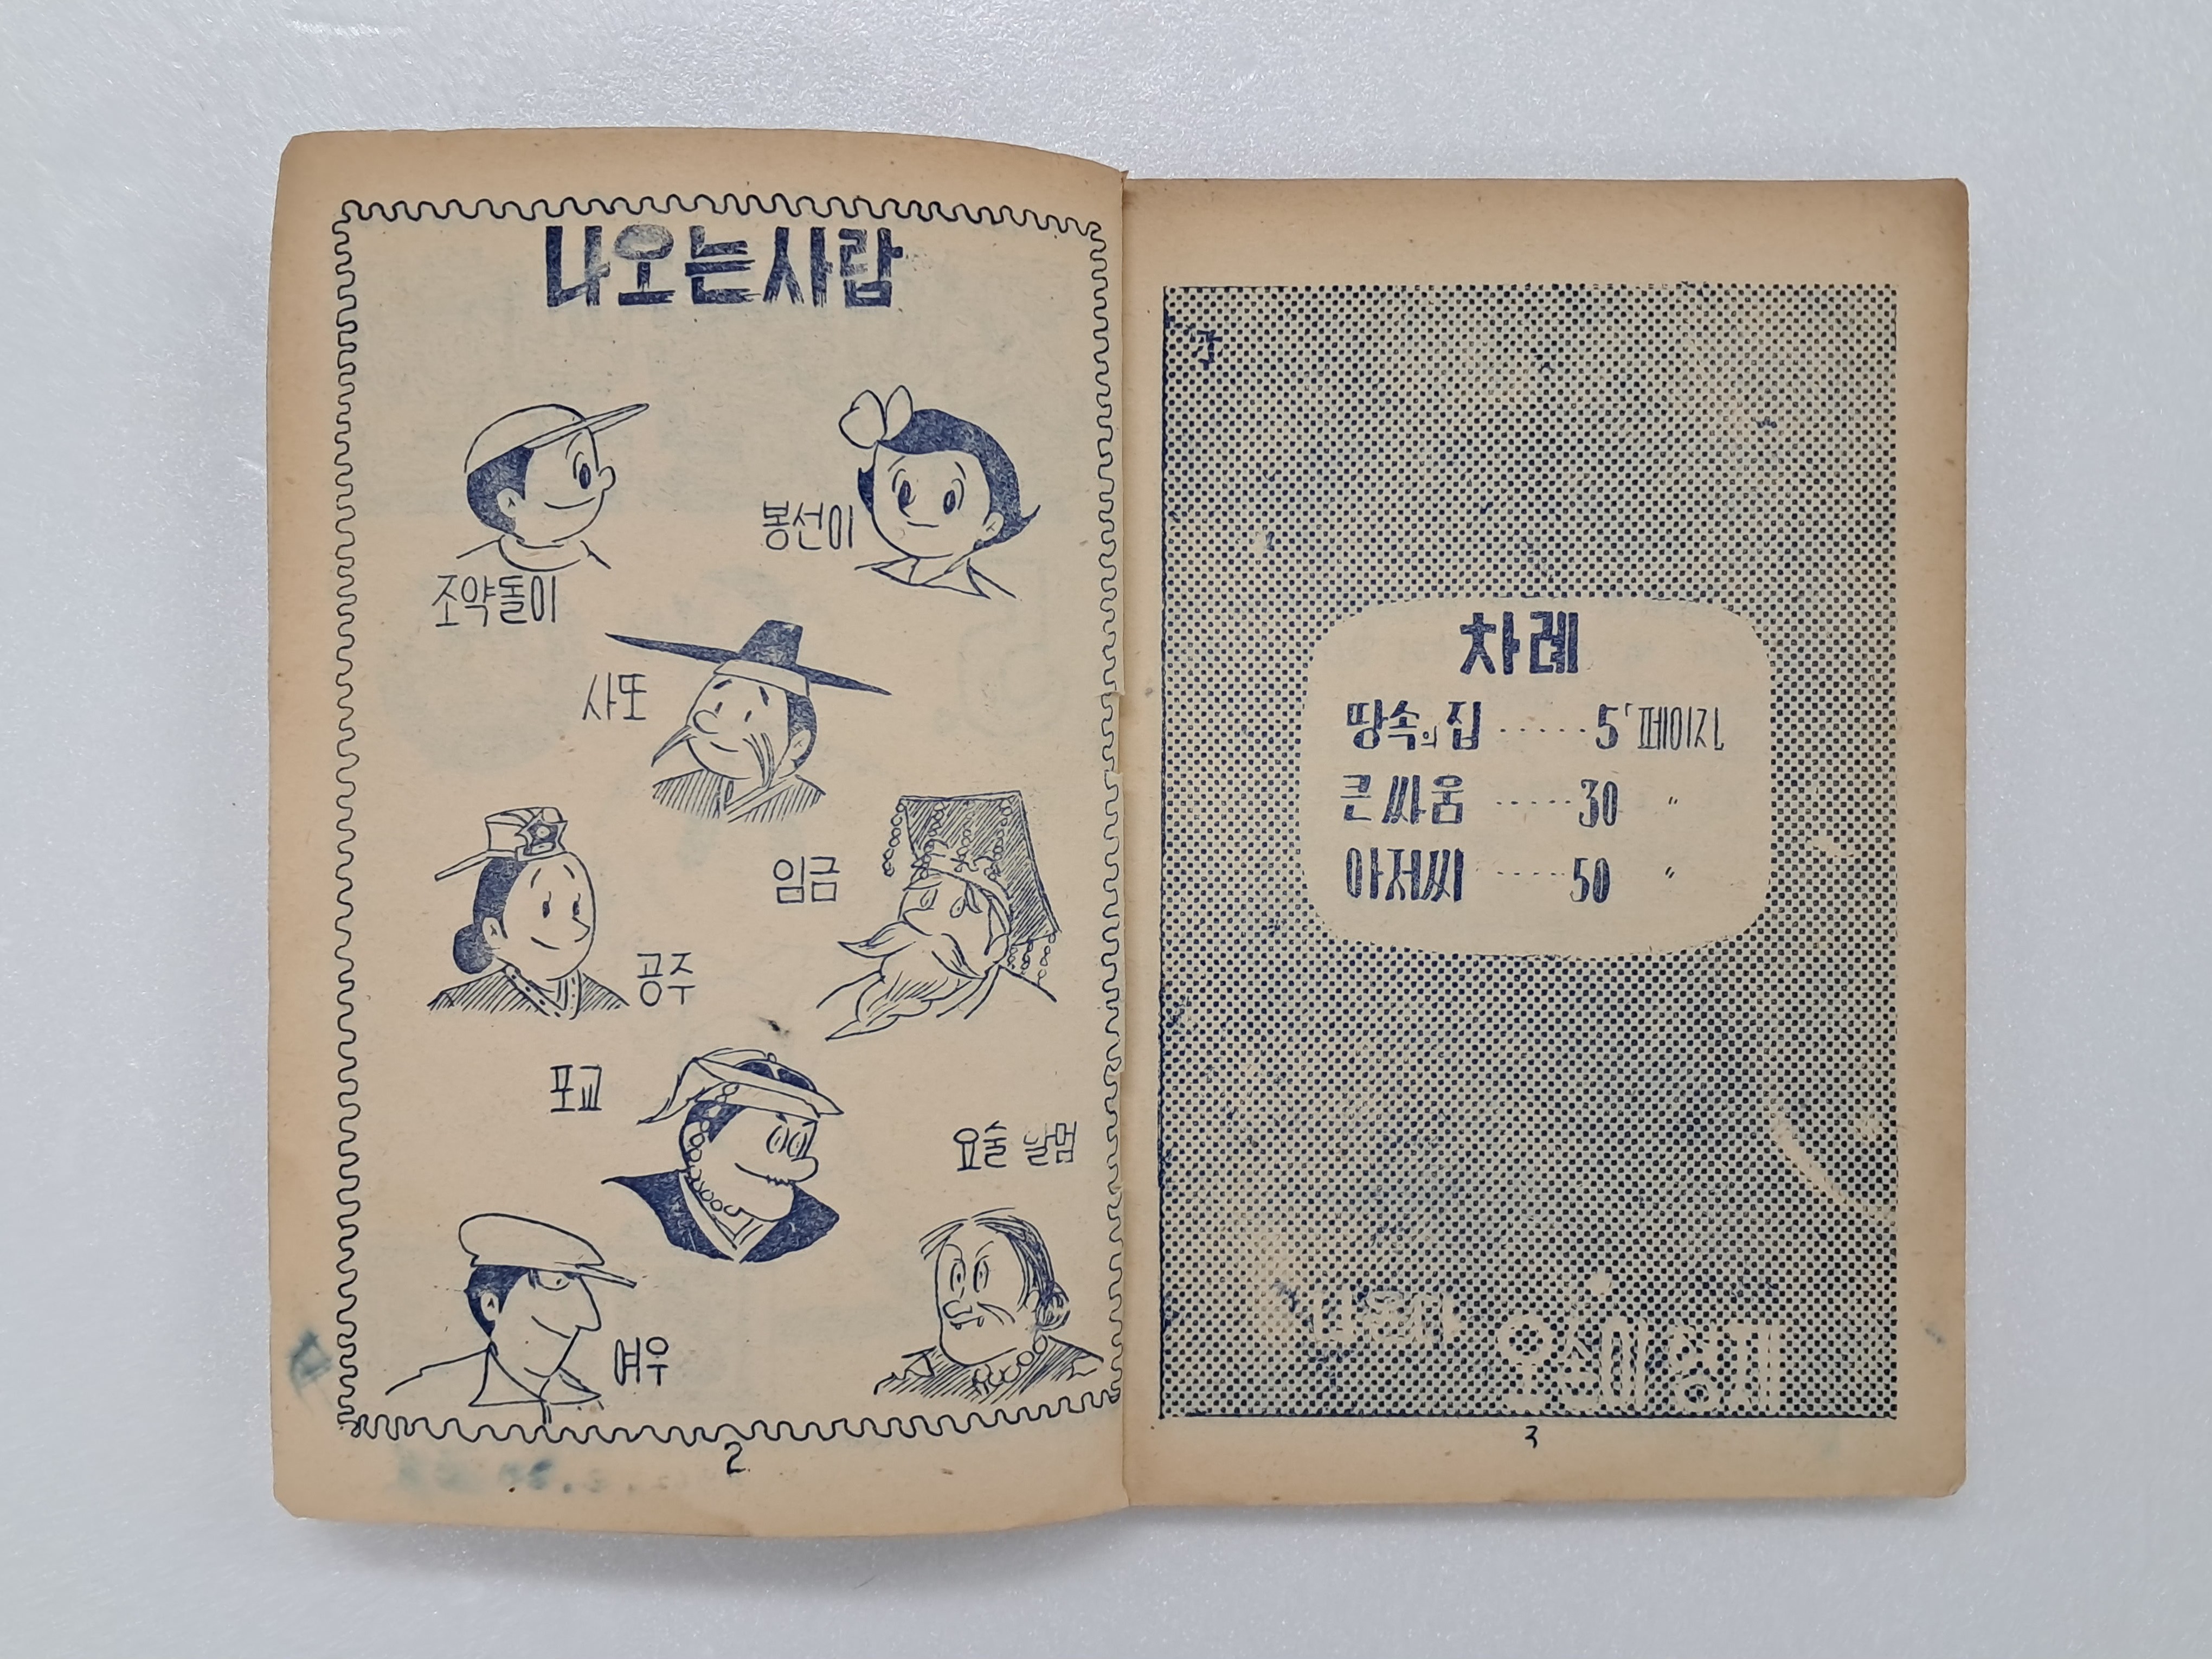 나오는사람
조약돌이
봉선이
사또
임금
공주
포교
요술 할멈
여우
2
차례
땅속의 집 ······ 5 페이지
큰 싸움 ······ 30 〃
아저씨 ······ 50 〃
3